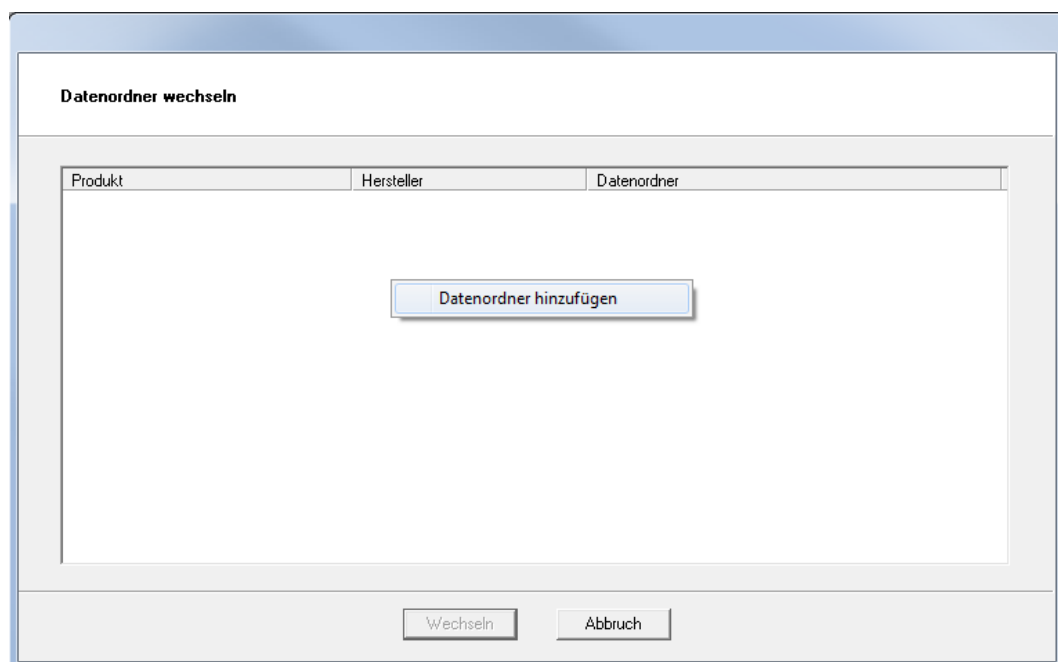 Datenordner wechseln
Produkt Hersteller Datenordner
Datenordner hinzufügen
Wechseln Abbruch